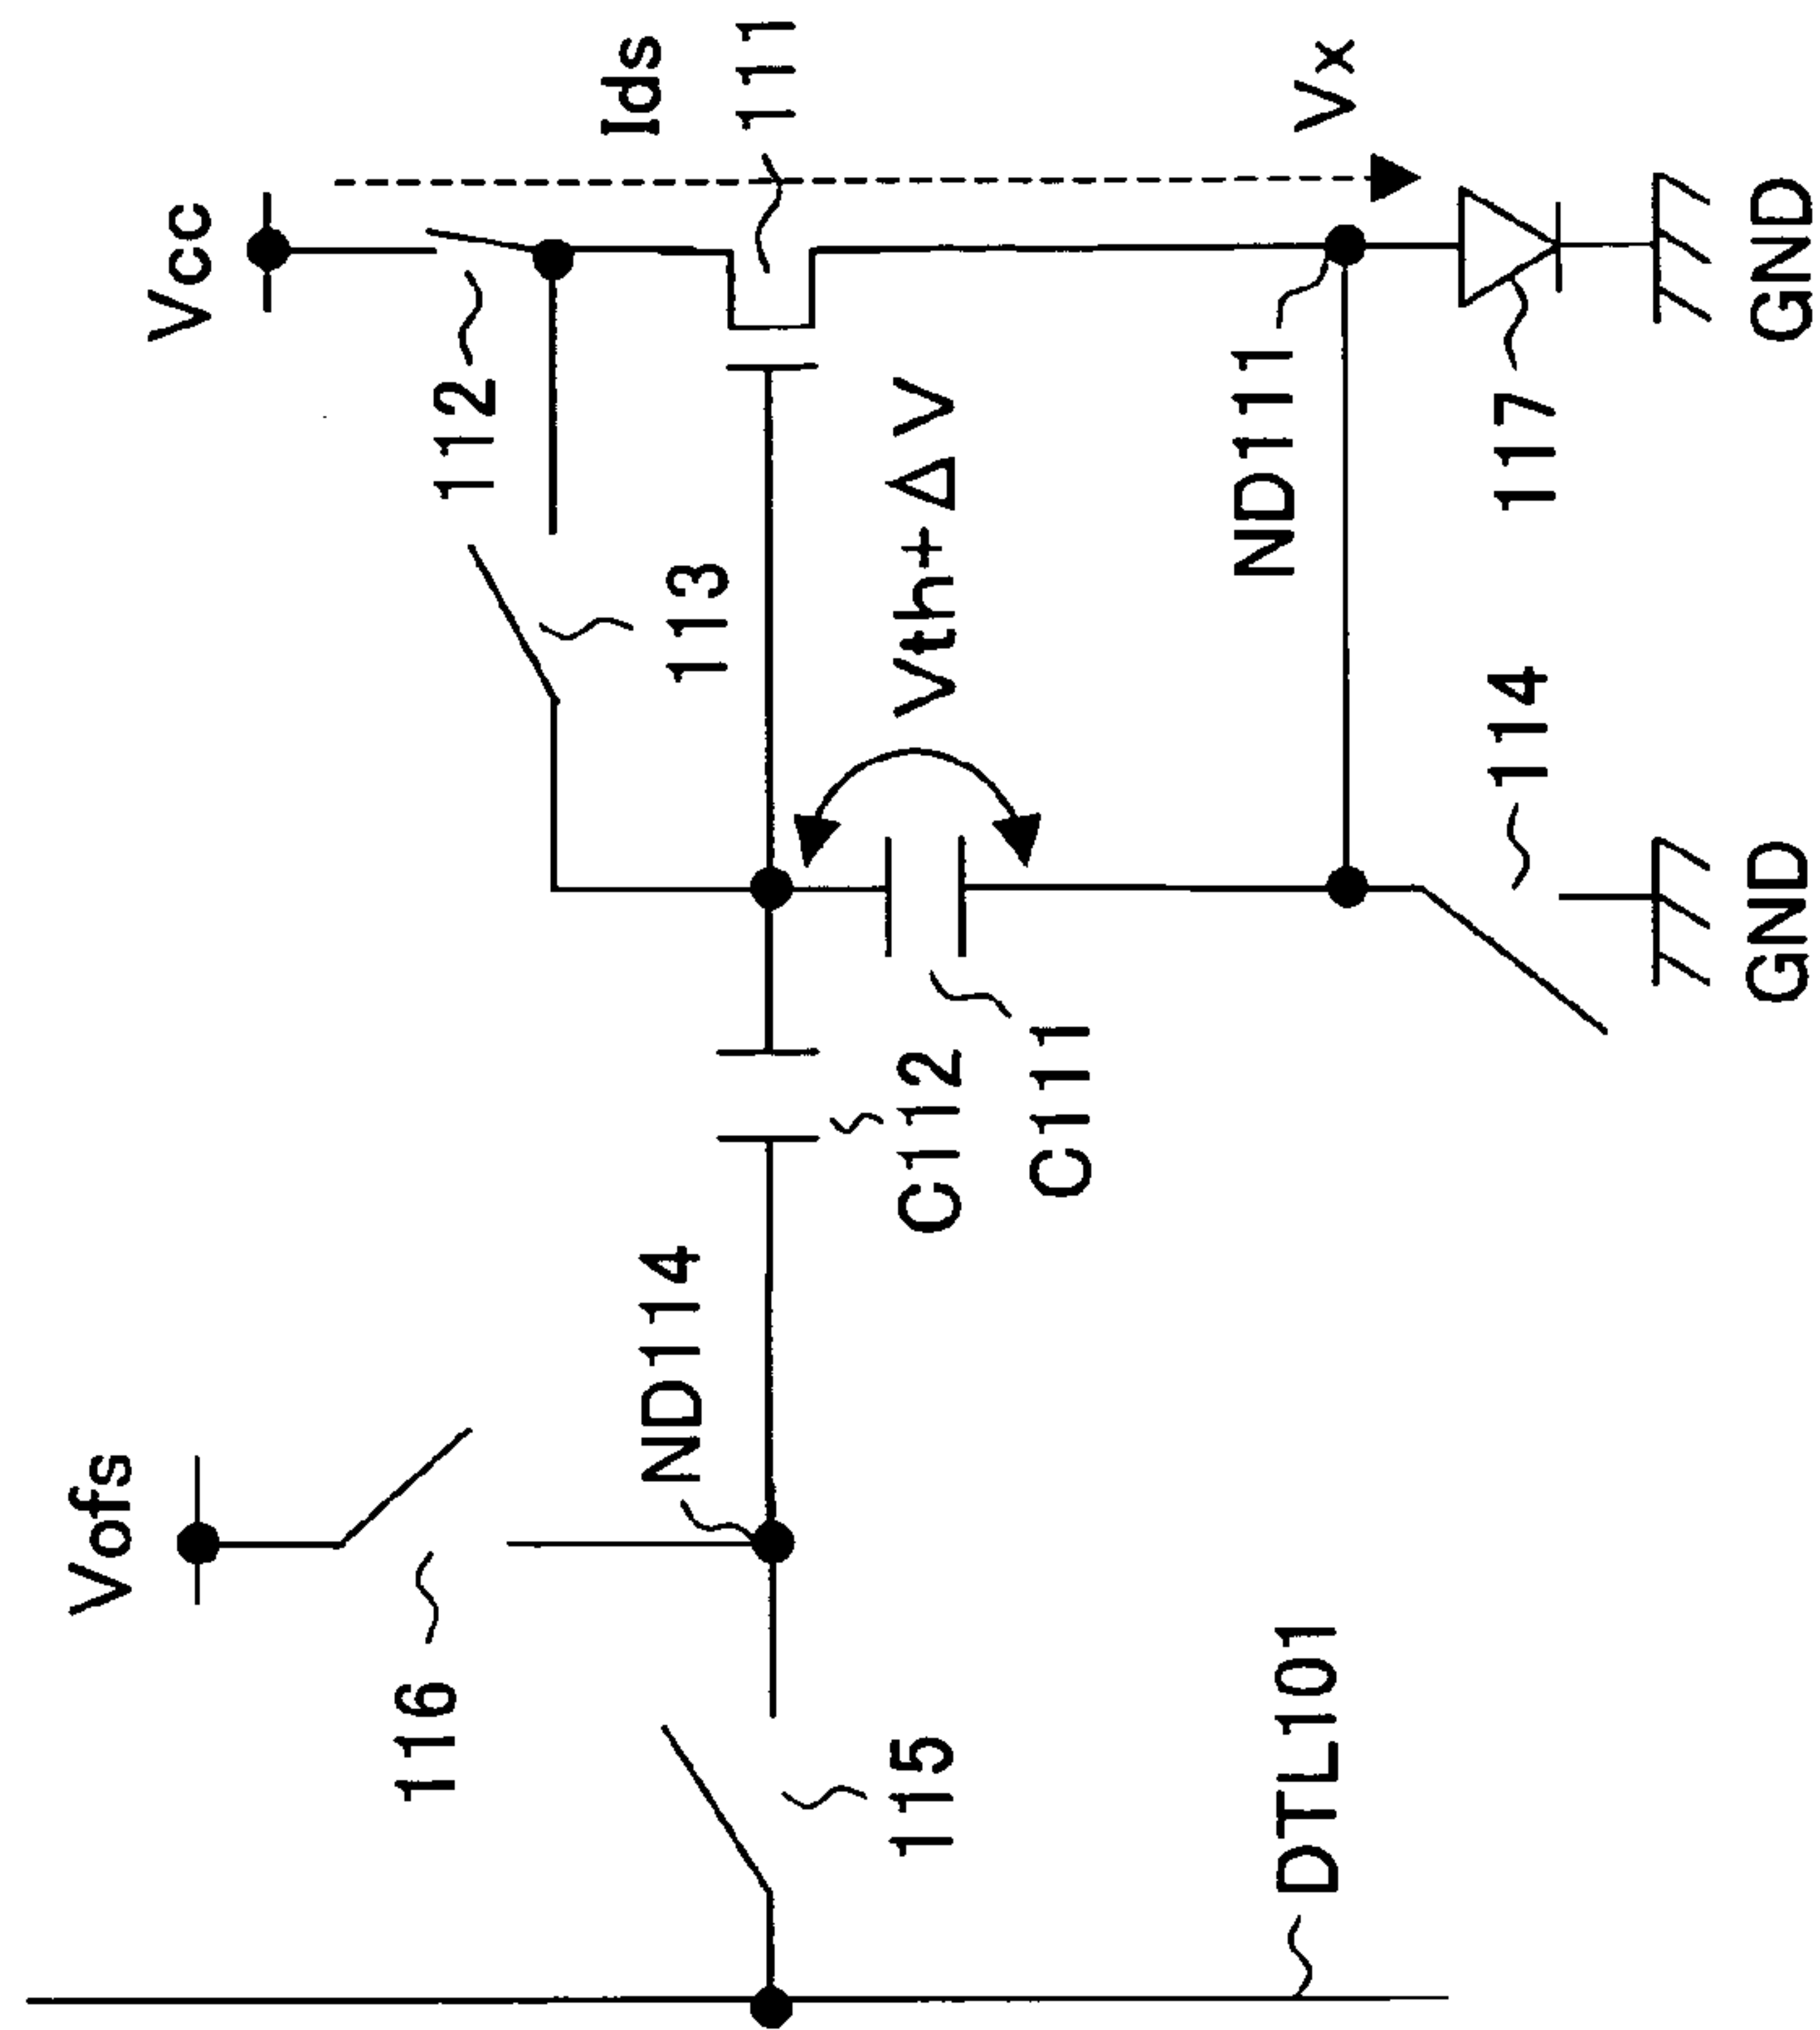 Vofs
Vcc
116
112
Ids
ND114
113
111
115
C112
Vth+ΔV
C111
DTL101
ND111
Vx
114
117
GND
GND